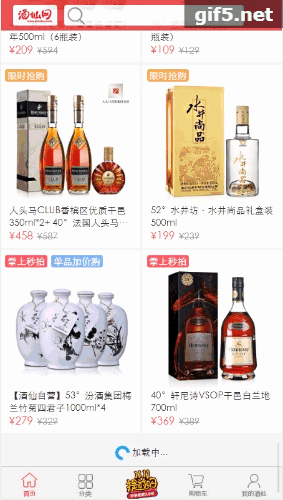 酒仙网
gif5.net
年500ml（6瓶装）
¥209 ¥594
瓶装）
¥109 ¥129
限时抢购
人头马CLUB香槟区优质干邑
350ml*2+ 40°法国人头马…
¥458 ¥587
限时抢购
52°水井坊·水井尚品礼盒装
500ml
¥199 ¥239
掌上秒拍 单品加价购
【酒仙自营】53°汾酒集团梅
兰竹菊四君子1000ml*4
¥279 ¥329
掌上秒拍
40°轩尼诗VSOP干邑白兰地
700ml
¥369 ¥389
加载中...
首页
分类
购物车
我的酒仙